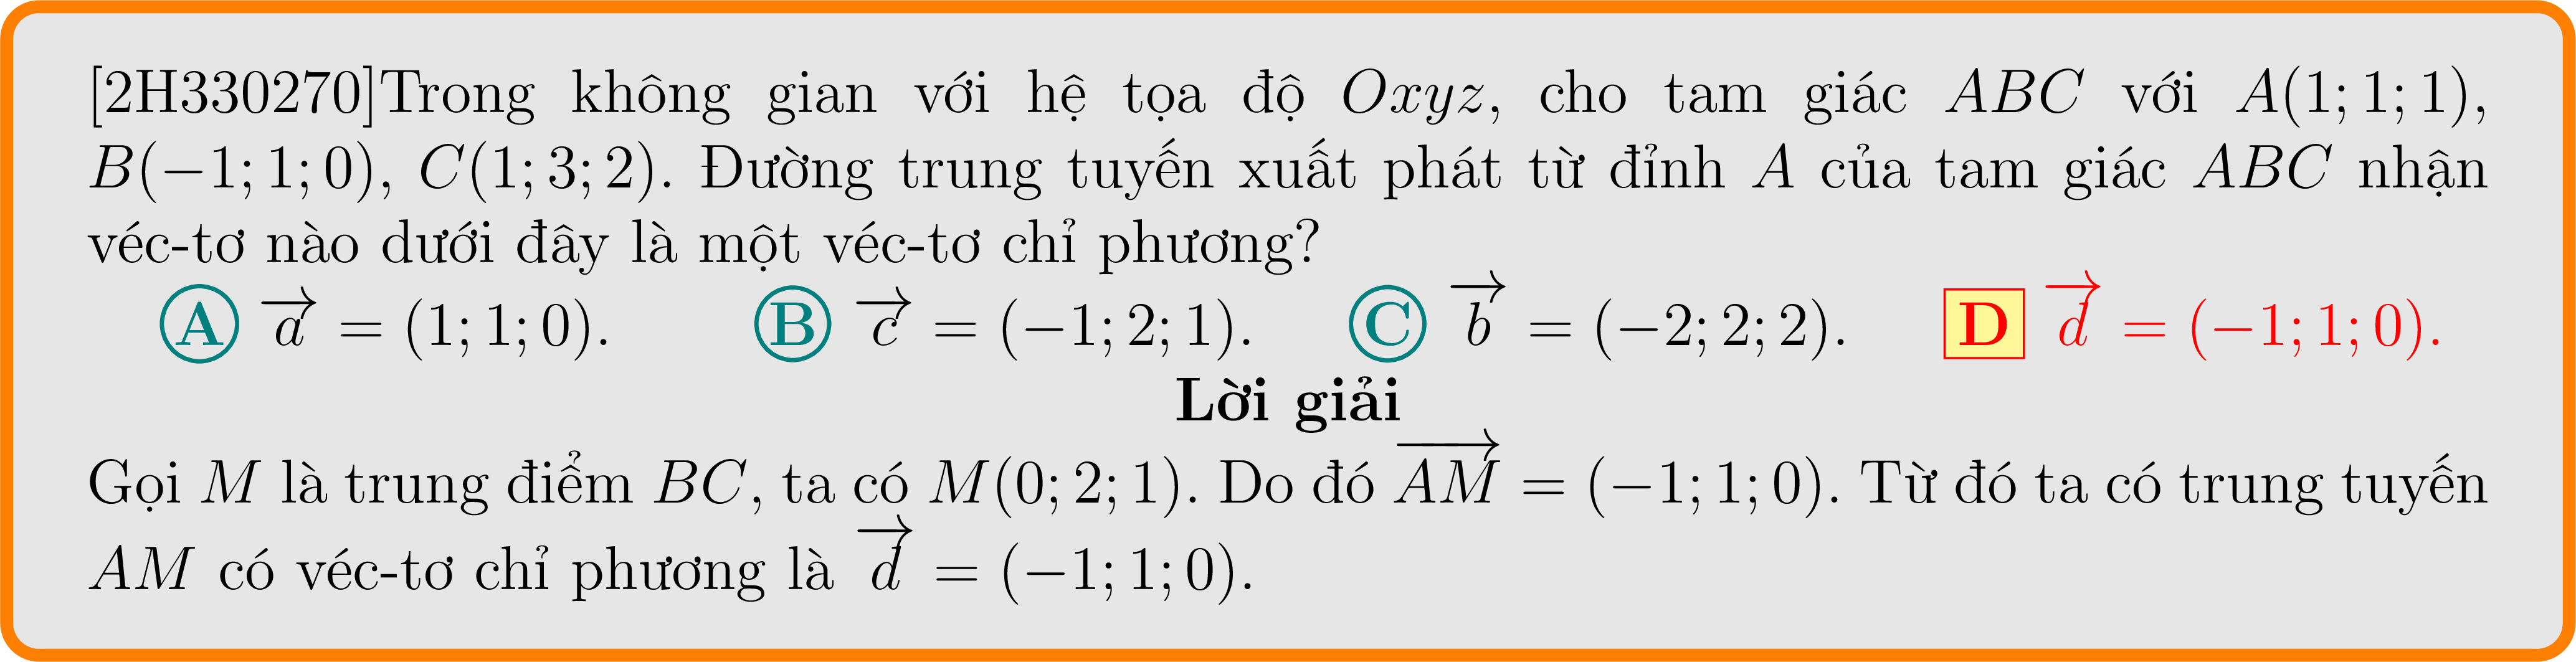 [2H330270]Trong không gian với hệ tọa độ Oxyz, cho tam giác ABC với A(1; 1; 1),
B(−1; 1; 0), C(1; 3; 2). Đường trung tuyến xuất phát từ đỉnh A của tam giác ABC nhận
véc-tơ nào dưới đây là một véc-tơ chỉ phương?
A $\overrightarrow{a}$ = (1; 1; 0). B $\overrightarrow{c}$ = (−1; 2; 1). C $\overrightarrow{b}$ = (−2; 2; 2). D $\overrightarrow{d}$ = (−1; 1; 0).
Lời giải
Gọi M là trung điểm BC, ta có M(0; 2; 1). Do đó $\overrightarrow{AM}$ = (−1; 1; 0). Từ đó ta có trung tuyến
AM có véc-tơ chỉ phương là $\overrightarrow{d}$ = (−1; 1; 0).